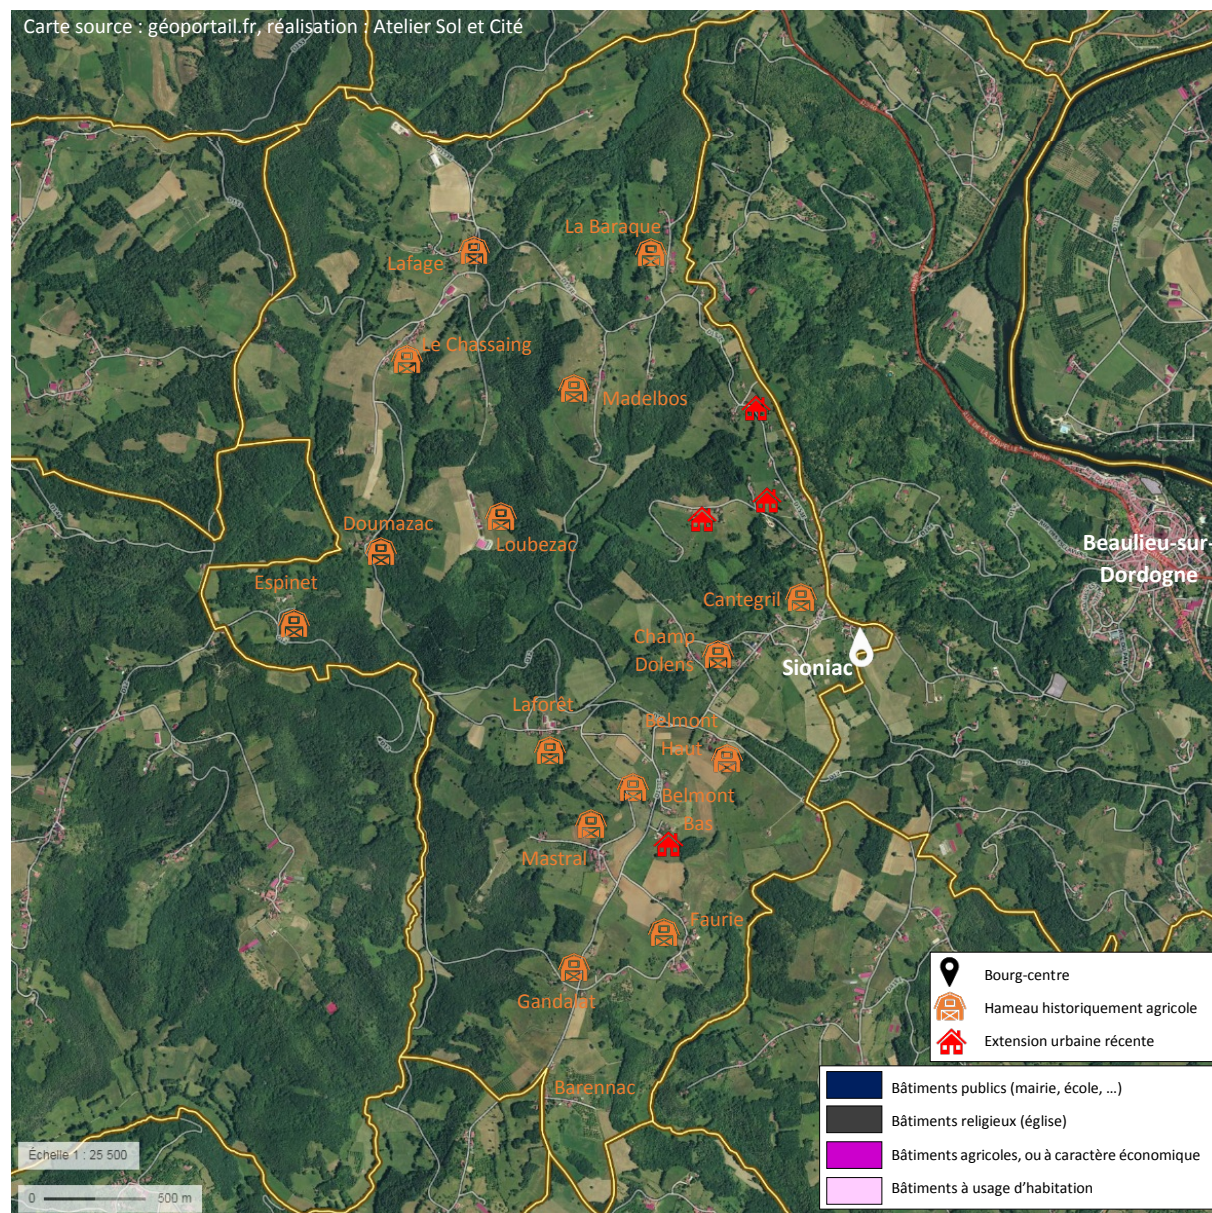 Carte source : géoportail.fr, réalisation : Atelier Sol et Cité
La Baraque
Lafage
Le Chassaing
Madelbos
Doumazac
Loubezac
Espinet
Beaulieu-sur-
Dordogne
Cantegril
Champ
Dolens
Sioniac
Laforêt
Belmont
Haut
Belmont
Bas
Mastral
Faurie
Gandalat
Barennac
Bourg-centre
Hameau historiquement agricole
Extension urbaine récente
Bâtiments publics (mairie, école, …)
Bâtiments religieux (église)
Bâtiments agricoles, ou à caractère économique
Bâtiments à usage d'habitation
Échelle 1 : 25 500
0 500 m